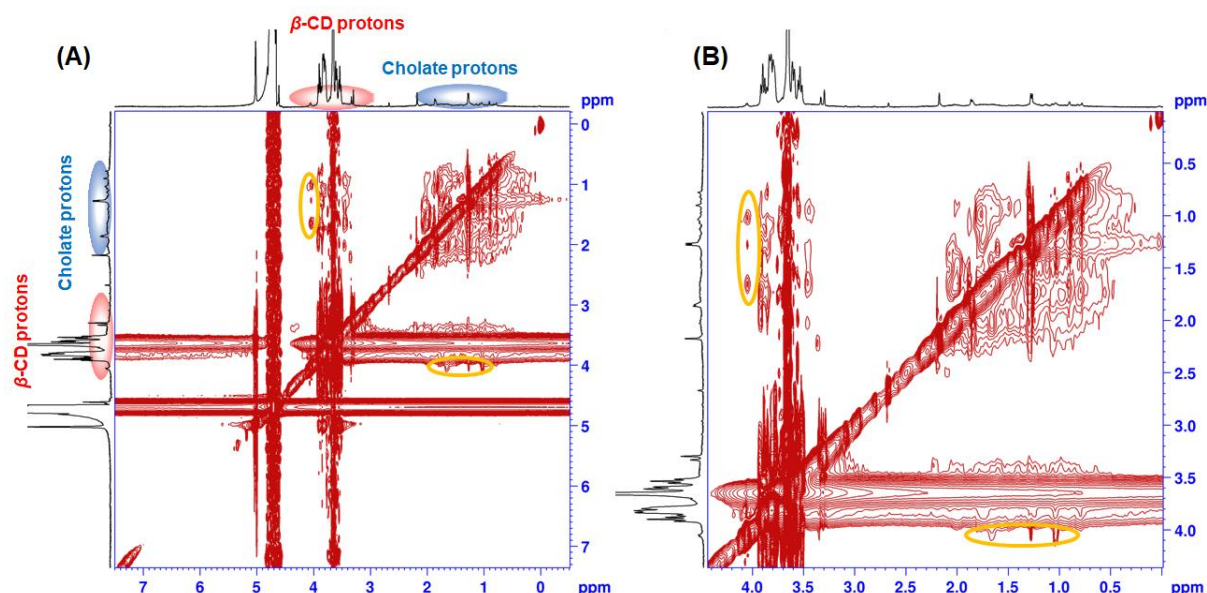 (A)
β-CD protons
Cholate protons
ppm
ppm
Cholate protons
β-CD protons
0
1
2
3
4
5
6
7
7 6 5 4 3 2 1 0 ppm
(B)
ppm
0.5
1.0
1.5
2.0
2.5
3.0
3.5
4.0
4.0 3.5 3.0 2.5 2.0 1.5 1.0 0.5 ppm